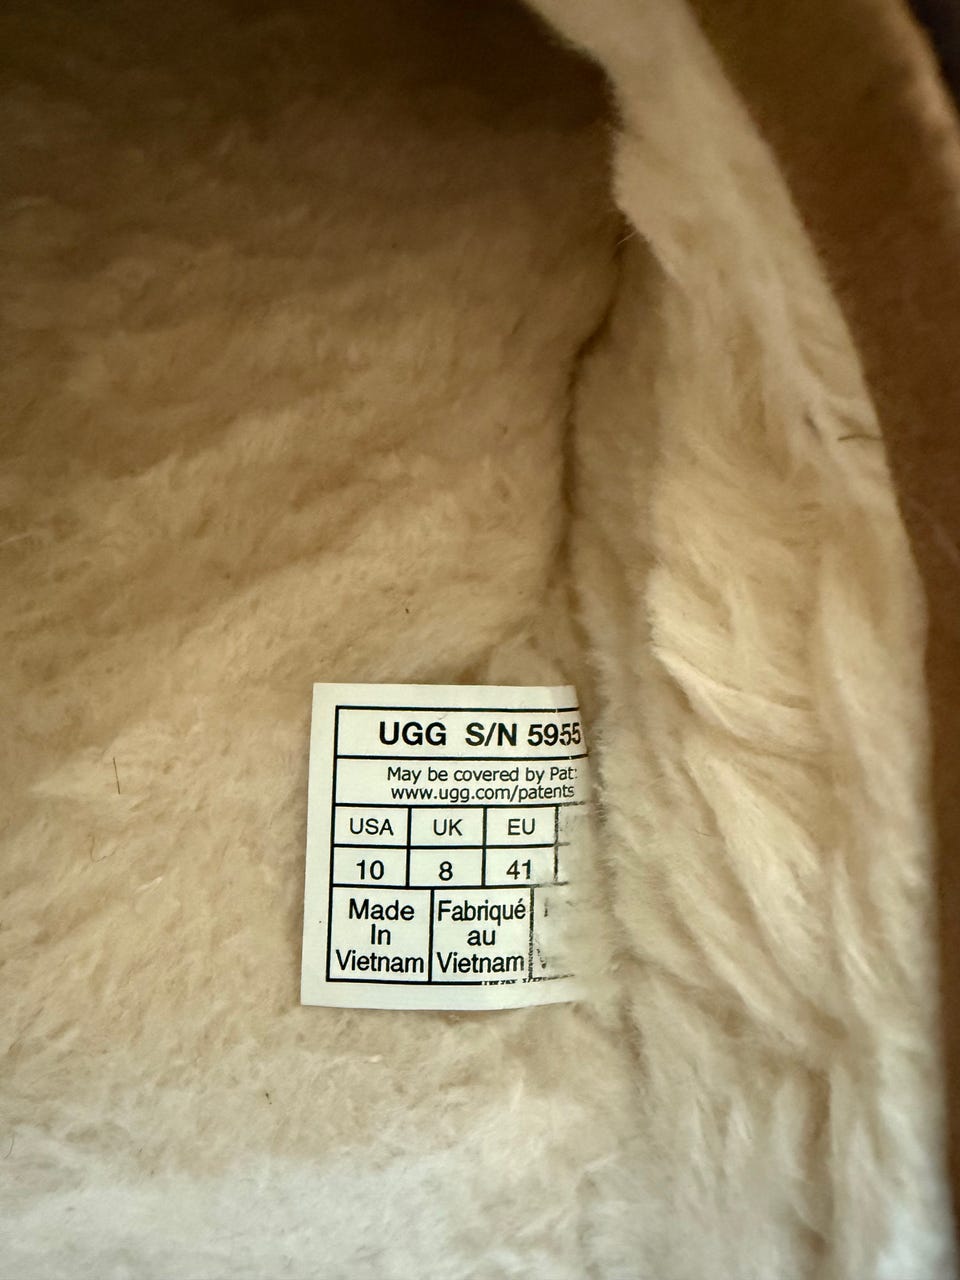 UGG S/N 5955
May be covered by Pat
www.ugg.com/patents
USA UK EU
10 8 41
Made Fabriqué
In au
Vietnam Vietnam